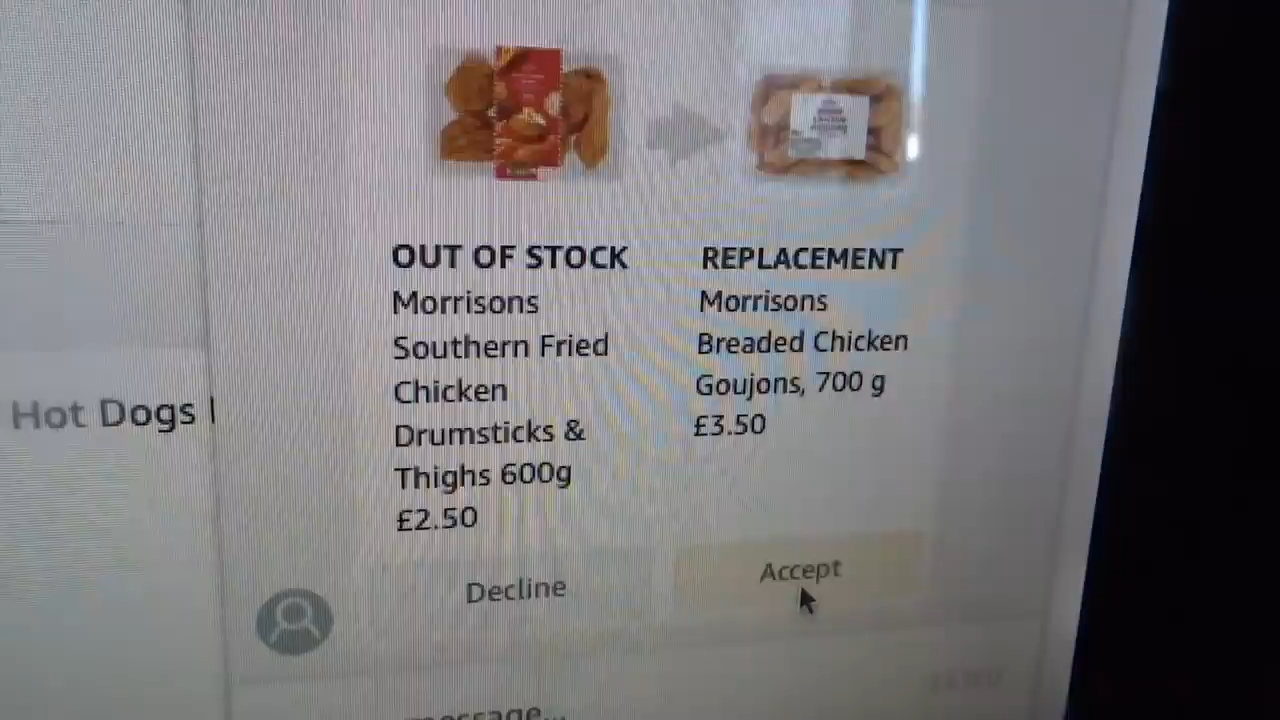 OUT OF STOCK
Morrisons
Southern Fried
Chicken
Drumsticks &
Thighs 600g
£2.50
REPLACEMENT
Morrisons
Breaded Chicken
Goujons, 700 g
£3.50
Hot Dogs
Decline
Accept
message...